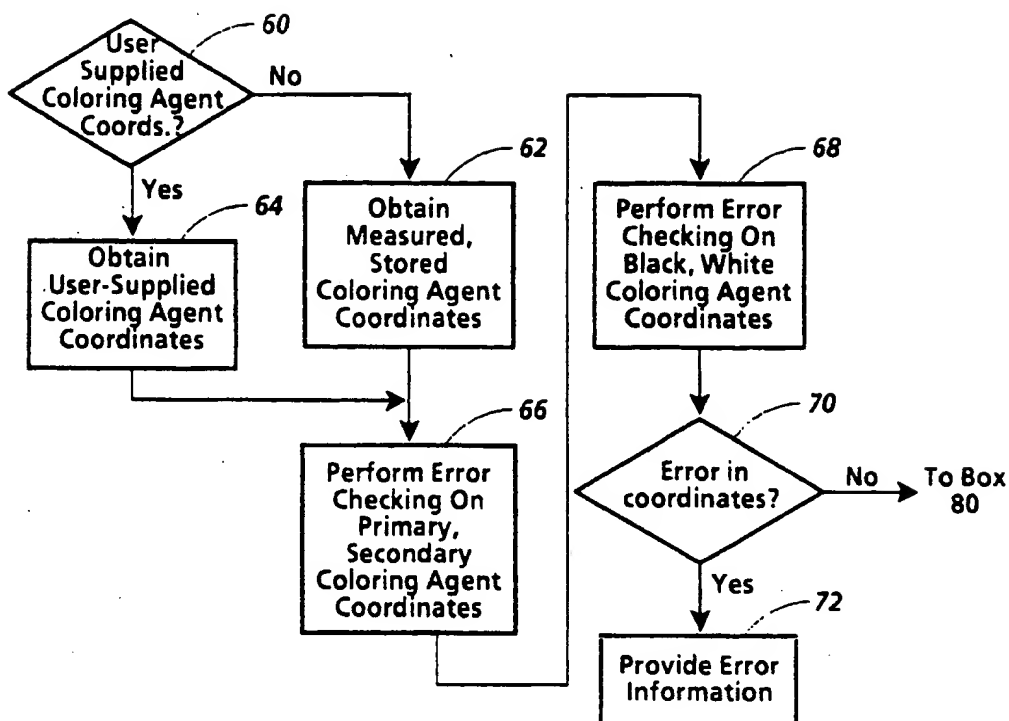 60
User
Supplied
Coloring Agent
Coords.?
No
Yes
64
Obtain
User-Supplied
Coloring Agent
Coordinates
62
Obtain
Measured,
Stored
Coloring Agent
Coordinates
66
Perform Error
Checking On
Primary,
Secondary
Coloring Agent
Coordinates
68
Perform Error
Checking On
Black, White
Coloring Agent
Coordinates
70
Error in
coordinates?
No
To Box
80
Yes
72
Provide Error
Information